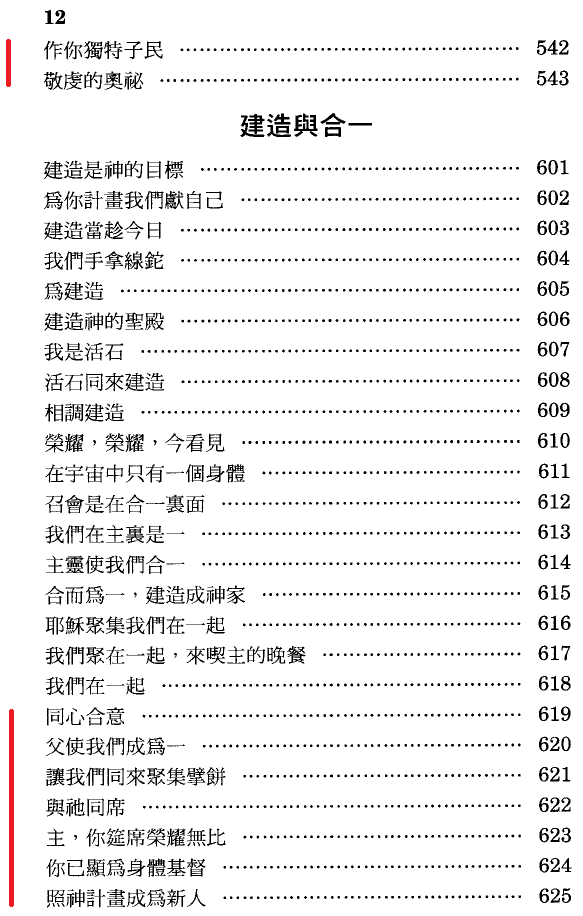 12
作你獨特子民 ⋯⋯⋯⋯⋯⋯⋯⋯⋯⋯ 542
敬虔的奧祕 ⋯⋯⋯⋯⋯⋯⋯⋯⋯⋯ 543
建造與合一
建造是神的目標 ⋯⋯⋯⋯⋯⋯⋯⋯⋯⋯ 601
爲你計畫我們獻自己 ⋯⋯⋯⋯⋯⋯⋯⋯⋯⋯ 602
建造當趁今日 ⋯⋯⋯⋯⋯⋯⋯⋯⋯⋯ 603
我們手拿線鉈 ⋯⋯⋯⋯⋯⋯⋯⋯⋯⋯ 604
爲建造 ⋯⋯⋯⋯⋯⋯⋯⋯⋯⋯ 605
建造神的聖殿 ⋯⋯⋯⋯⋯⋯⋯⋯⋯⋯ 606
我是活石 ⋯⋯⋯⋯⋯⋯⋯⋯⋯⋯ 607
活石同來建造 ⋯⋯⋯⋯⋯⋯⋯⋯⋯⋯ 608
相調建造 ⋯⋯⋯⋯⋯⋯⋯⋯⋯⋯ 609
榮耀，榮耀，今看見 ⋯⋯⋯⋯⋯⋯⋯⋯⋯⋯ 610
在宇宙中只有一個身體 ⋯⋯⋯⋯⋯⋯⋯⋯⋯⋯ 611
召會是在合一裏面 ⋯⋯⋯⋯⋯⋯⋯⋯⋯⋯ 612
我們在主裏是一 ⋯⋯⋯⋯⋯⋯⋯⋯⋯⋯ 613
主靈使我們合一 ⋯⋯⋯⋯⋯⋯⋯⋯⋯⋯ 614
合而爲一，建造成神家 ⋯⋯⋯⋯⋯⋯⋯⋯⋯⋯ 615
耶穌聚集我們在一起 ⋯⋯⋯⋯⋯⋯⋯⋯⋯⋯ 616
我們聚在一起，來喫主的晚餐 ⋯⋯⋯⋯⋯⋯⋯⋯ 617
我們在一起 ⋯⋯⋯⋯⋯⋯⋯⋯⋯⋯ 618
同心合意 ⋯⋯⋯⋯⋯⋯⋯⋯⋯⋯ 619
父使我們成爲一 ⋯⋯⋯⋯⋯⋯⋯⋯⋯⋯ 620
讓我們同來聚集擘餅 ⋯⋯⋯⋯⋯⋯⋯⋯⋯⋯ 621
與祂同席 ⋯⋯⋯⋯⋯⋯⋯⋯⋯⋯ 622
主，你筵席榮耀無比 ⋯⋯⋯⋯⋯⋯⋯⋯⋯⋯ 623
你已顯爲身體基督 ⋯⋯⋯⋯⋯⋯⋯⋯⋯⋯ 624
照神計畫成爲新人 ⋯⋯⋯⋯⋯⋯⋯⋯⋯⋯ 625